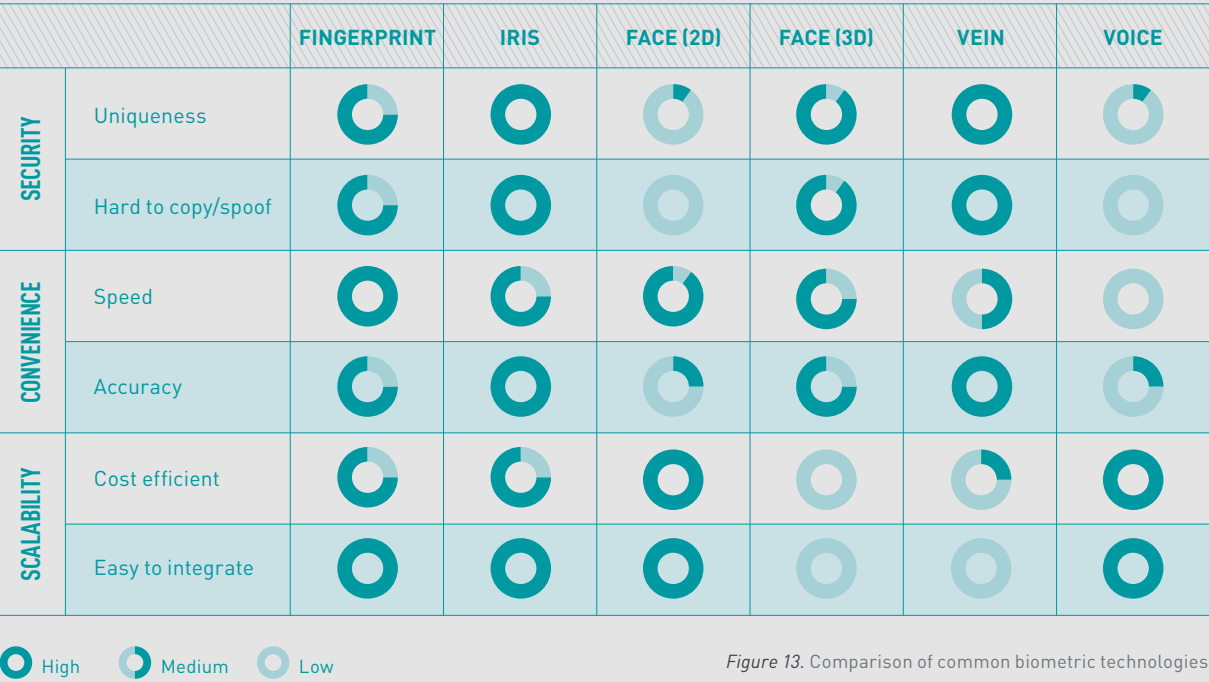 FINGERPRINT IRIS FACE (2D) FACE (3D) VEIN VOICE
SECURITY
Uniqueness
Hard to copy/spoof
CONVENIENCE
Speed
Accuracy
SCALABILITY
Cost efficient
Easy to integrate
High Medium Low
Figure 13. Comparison of common biometric technologies